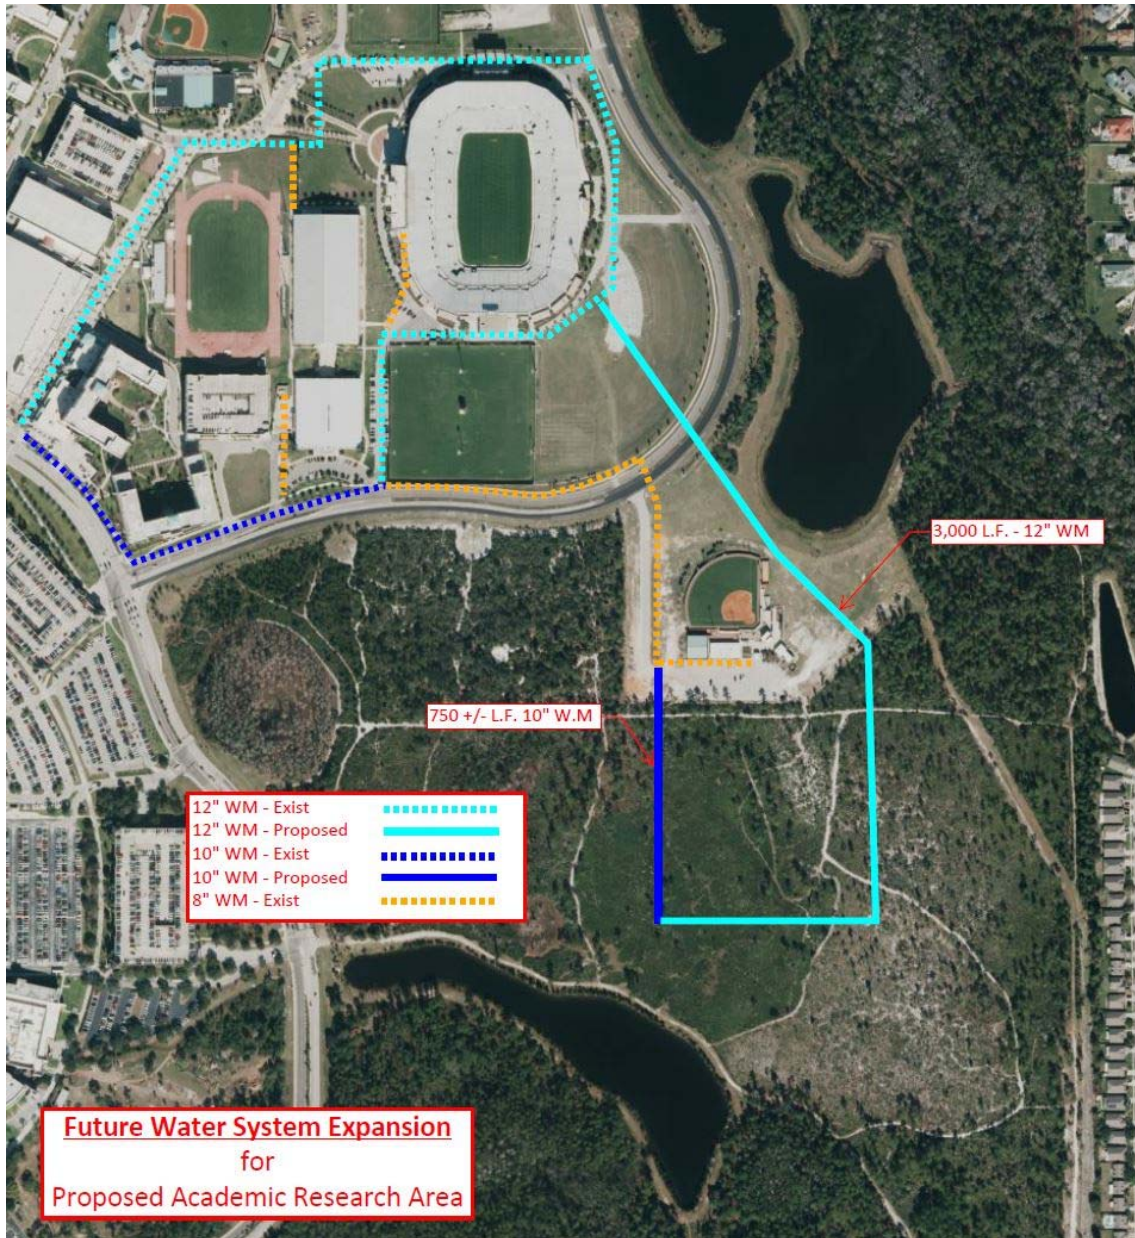 3,000 L.F. - 12" WM
750 +/- L.F. 10" W.M
12" WM - Exist
12" WM - Proposed
10" WM - Exist
10" WM - Proposed
8" WM - Exist
Future Water System Expansion
for
Proposed Academic Research Area